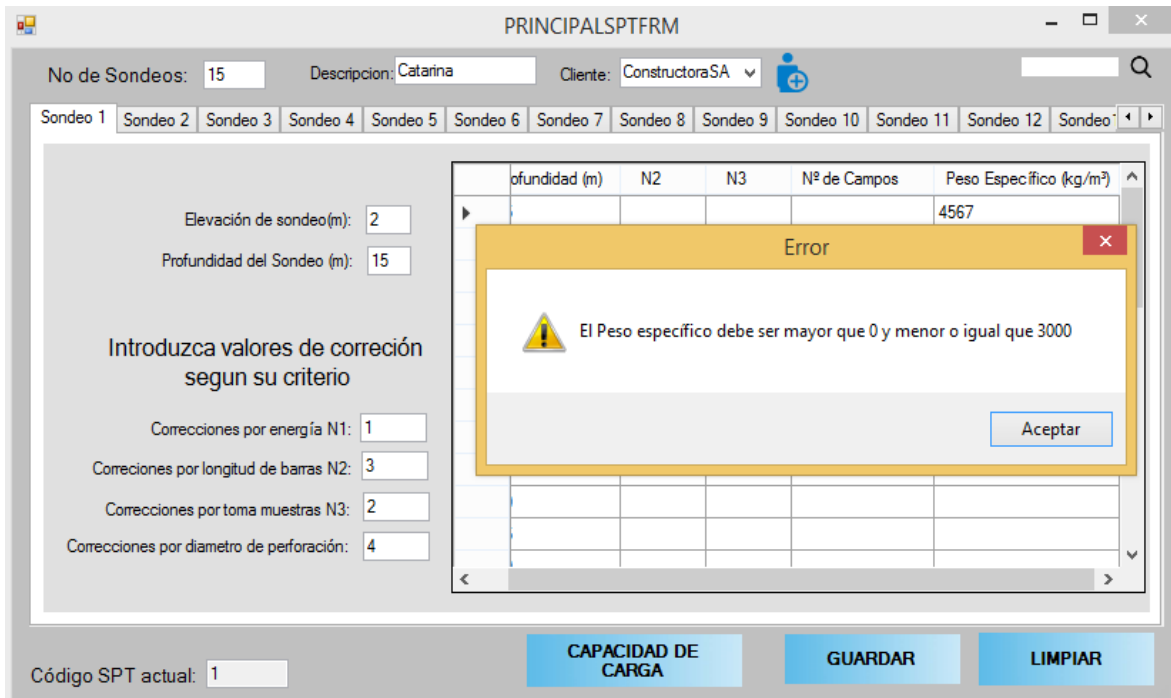 PRINCIPALSPTFRM
No de Sondeos: 15 Descripcion: Catarina Cliente: ConstructoraSA
Sondeo 1 Sondeo 2 Sondeo 3 Sondeo 4 Sondeo 5 Sondeo 6 Sondeo 7 Sondeo 8 Sondeo 9 Sondeo 10 Sondeo 11 Sondeo 12 Sondeo
ofundidad (m) N2 N3 Nº de Campos Peso Específico (kg/m³)
4567
Elevación de sondeo(m): 2
Profundidad del Sondeo (m): 15
Error
El Peso específico debe ser mayor que 0 y menor o igual que 3000
Aceptar
Introduzca valores de correción
segun su criterio
Correcciones por energía N1: 1
Correciones por longitud de barras N2: 3
Correcciones por toma muestras N3: 2
Correcciones por diametro de perforación: 4
CAPACIDAD DE
CARGA
GUARDAR
LIMPIAR
Código SPT actual: 1